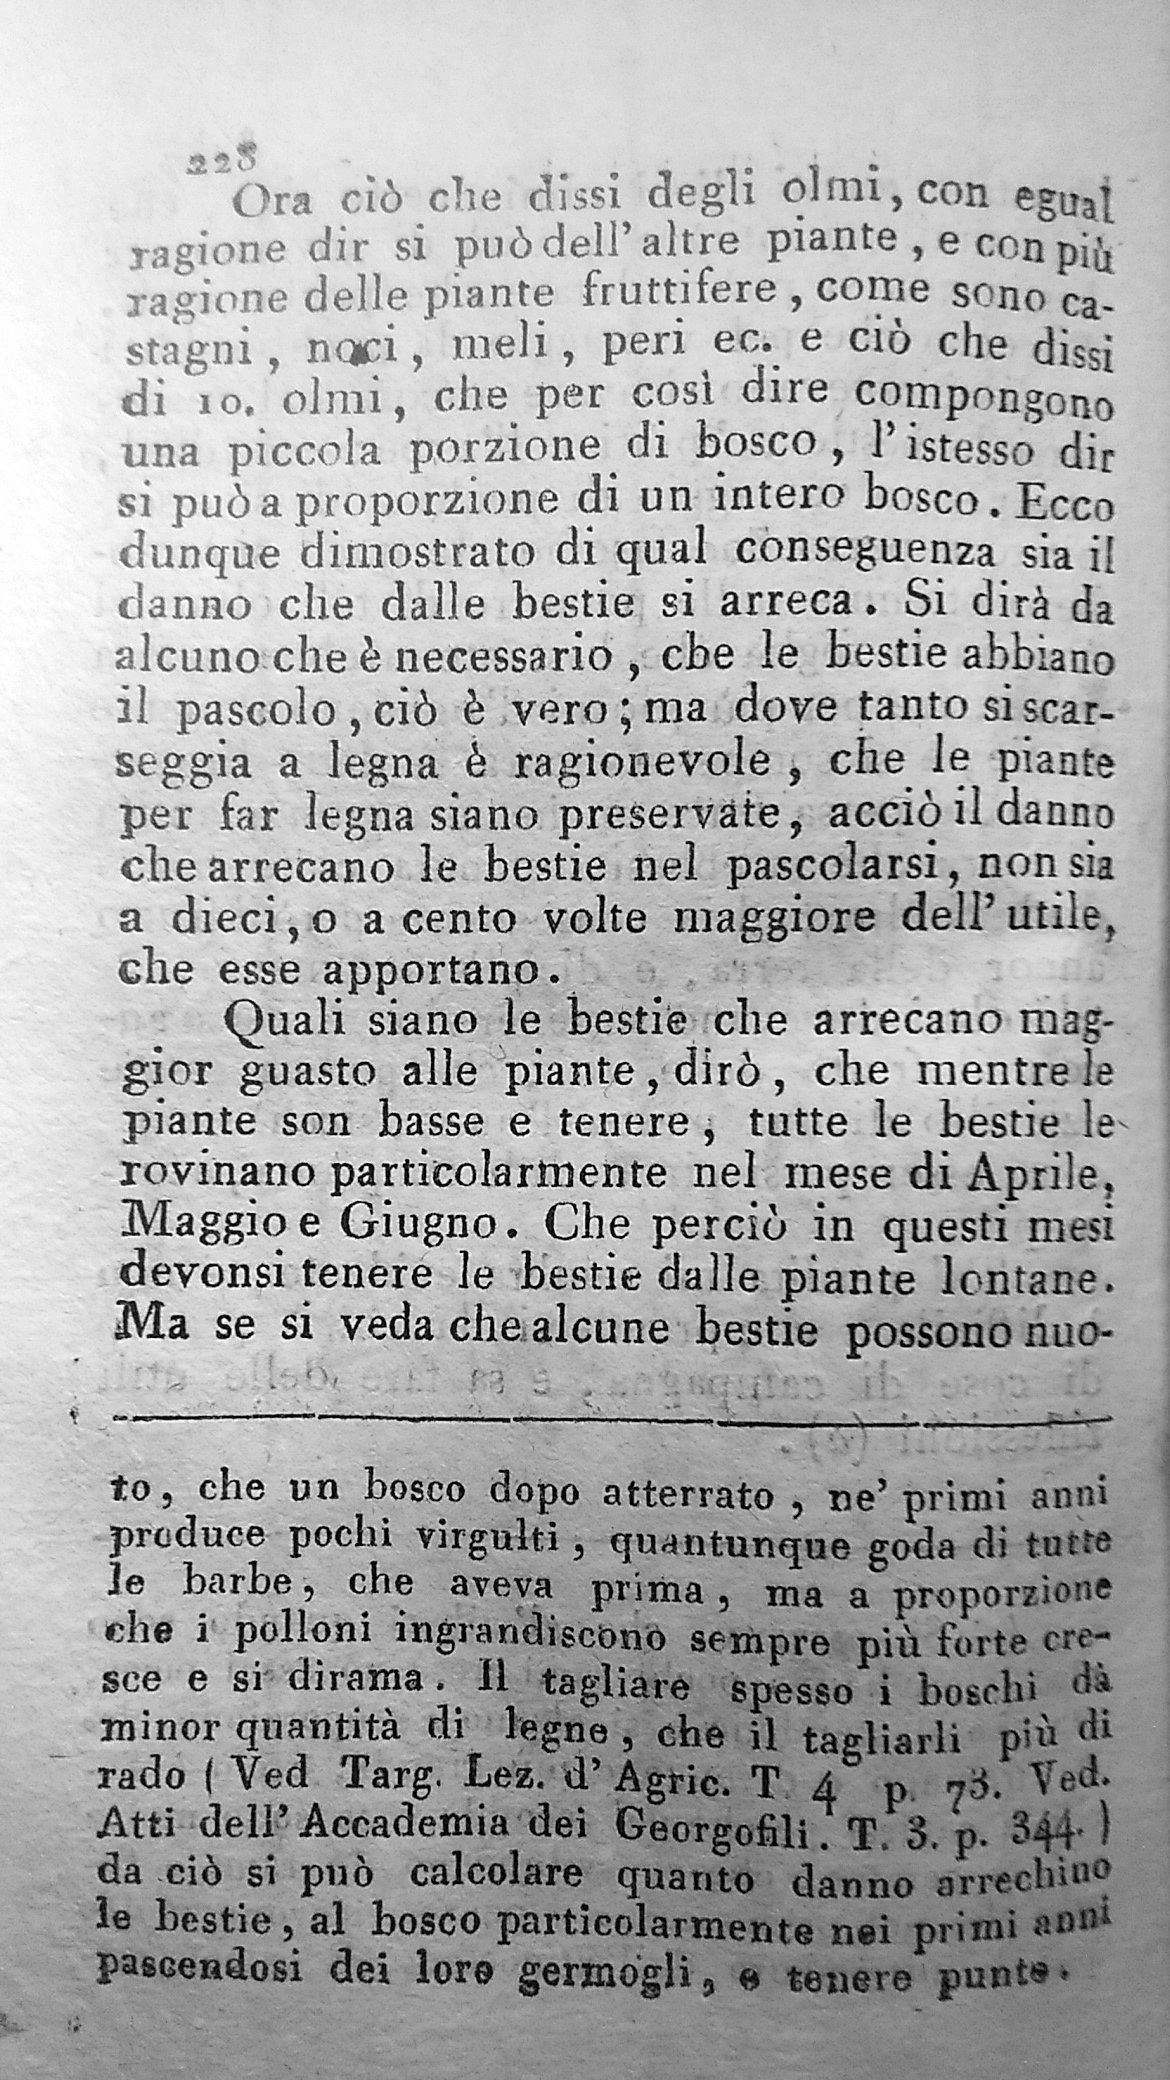 228
Ora ciò che dissi degli olmi, con egual
ragione dir si può dell'altre piante, e con più
ragione delle piante fruttifere, come sono ca-
stagni, noci, meli, peri ec. e ciò che dissi
di 10. olmi, che per così dire compongono
una piccola porzione di bosco, l'istesso dir
si può a proporzione di un intero bosco. Ecco
dunque dimostrato di qual conseguenza sia il
danno che dalle bestie si arreca. Si dirà da
alcuno che è necessario, che le bestie abbiano
il pascolo, ciò è vero; ma dove tanto si scar-
seggia a legna è ragionevole, che le piante
per far legna siano preservate, acciò il danno
che arrecano le bestie nel pascolarsi, non sia
a dieci, o a cento volte maggiore dell'utile,
che esse apportano.
Quali siano le bestie che arrecano mag-
gior guasto alle piante, dirò, che mentre le
piante son basse e tenere, tutte le bestie le
rovinano particolarmente nel mese di Aprile,
Maggio e Giugno. Che perciò in questi mesi
devonsi tenere le bestie dalle piante lontane.
Ma se si veda che alcune bestie possono nuo-
to, che un bosco dopo atterrato, ne' primi anni
produce pochi virgulti, quantunque goda di tutte
le barbe, che aveva prima, ma a proporzione
che i polloni ingrandiscono sempre più forte cre-
sce e si dirama. Il tagliare spesso i boschi dà
minor quantità di legne, che il tagliarli più di
rado ( Ved Targ. Lez. d' Agric. T 4 p. 73. Ved.
Atti dell' Accademia dei Georgofili. T. 3. p. 344. )
da ciò si può calcolare quanto danno arrechino
le bestie, al bosco particolarmente nei primi anni
pascendosi dei loro germogli, e tenere punte.